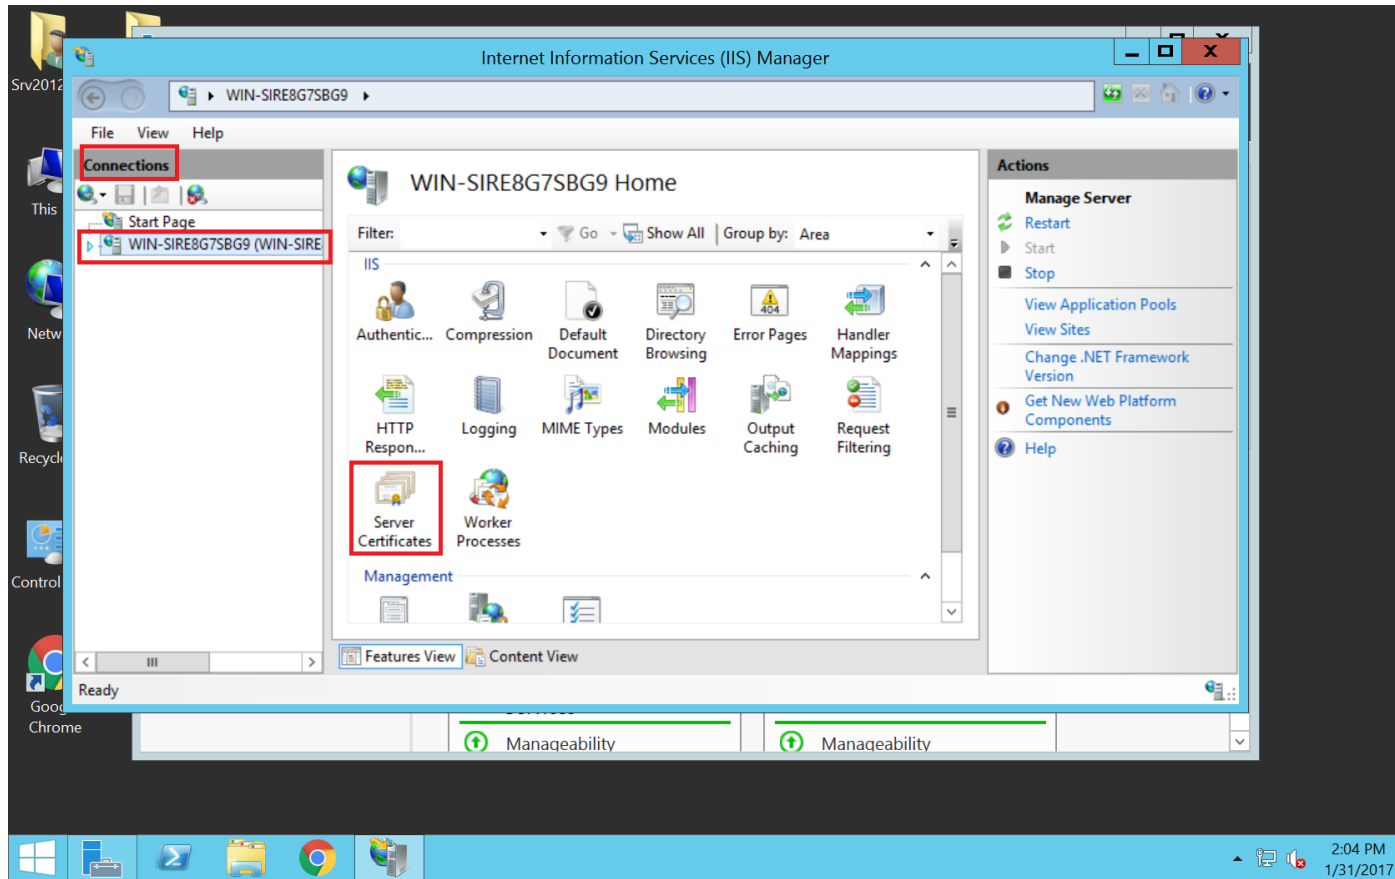 Internet Information Services (IIS) Manager
Srv2012
WIN-SIRE8G7SBG9
File View Help
Connections
Start Page
WIN-SIRE8G7SBG9 (WIN-SIRE
WIN-SIRE8G7SBG9 Home
Filter: Go Show All Group by: Area
IIS
Authentic... Compression Default Document Directory Browsing Error Pages Handler Mappings
404
HTTP Respon... Logging MIME Types Modules Output Caching Request Filtering
Server Certificates Worker Processes
Management
Features View Content View
Actions
Manage Server
Restart
Start
Stop
View Application Pools
View Sites
Change .NET Framework
Version
Get New Web Platform
Components
Help
Ready
This
Netw
Recycl
Control
Goog
Chrome
Manageability Manageability
2:04 PM
1/31/2017